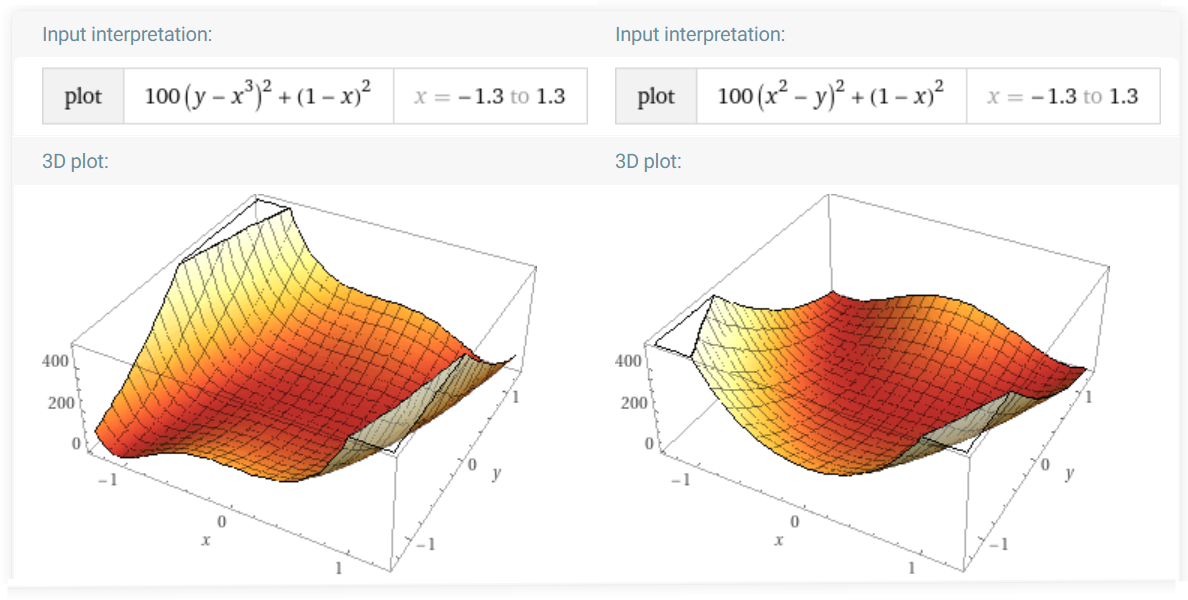 Input interpretation:
plot 100 (y − x³)² + (1 − x)² x = −1.3 to 1.3
3D plot:
400
200
0
−1
0
x
1
−1
0
y
1
Input interpretation:
plot 100 (x² − y)² + (1 − x)² x = −1.3 to 1.3
3D plot:
400
200
0
−1
0
x
1
−1
0
y
1